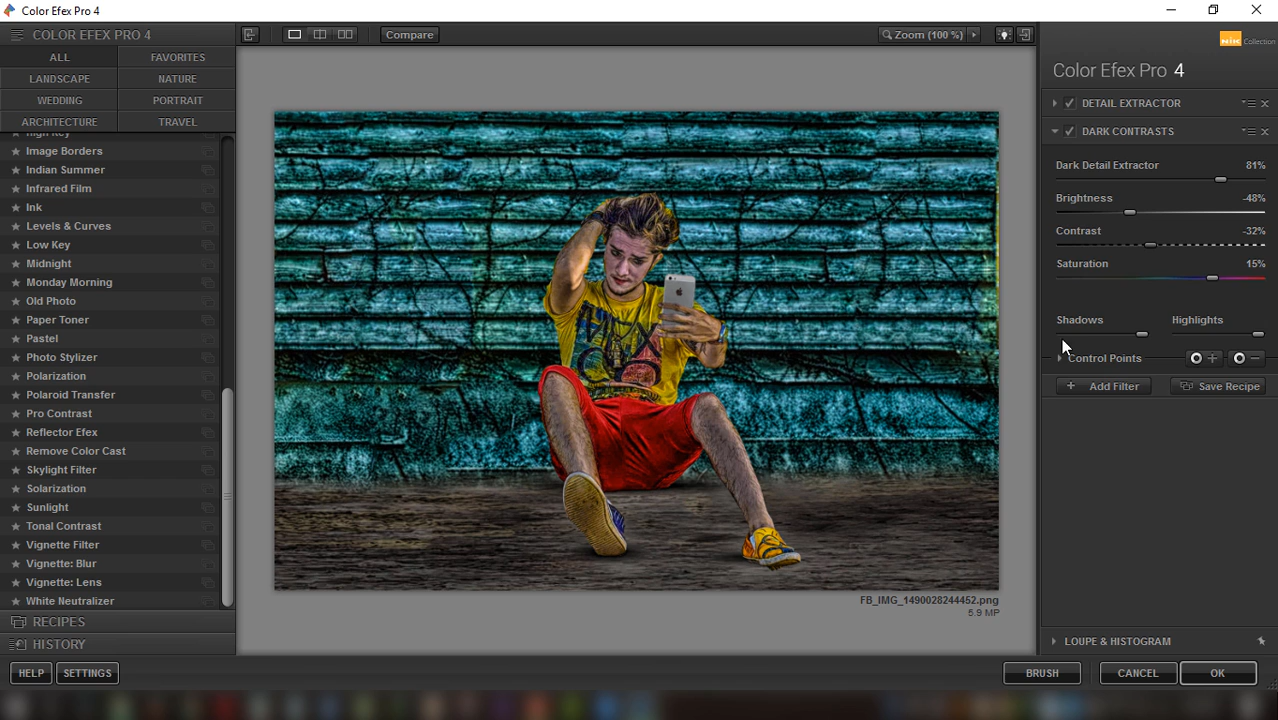 Color Efex Pro 4
COLOR EFEX PRO 4
ALL
FAVORITES
LANDSCAPE
NATURE
WEDDING
PORTRAIT
ARCHITECTURE
TRAVEL
High Key
Image Borders
Indian Summer
Infrared Film
Ink
Levels & Curves
Low Key
Midnight
Monday Morning
Old Photo
Paper Toner
Pastel
Photo Stylizer
Polarization
Polaroid Transfer
Pro Contrast
Reflector Efex
Remove Color Cast
Skylight Filter
Solarization
Sunlight
Tonal Contrast
Vignette Filter
Vignette: Blur
Vignette: Lens
White Neutralizer
RECIPES
HISTORY
HELP
SETTINGS
Compare
Zoom (100 %)
FB_IMG_1490028244452.png
5.9 MP
Nik Collection
Color Efex Pro 4
DETAIL EXTRACTOR
DARK CONTRASTS
Dark Detail Extractor 81%
Brightness -48%
Contrast -32%
Saturation 15%
Shadows Highlights
Control Points
Add Filter
Save Recipe
LOUPE & HISTOGRAM
BRUSH
CANCEL
OK